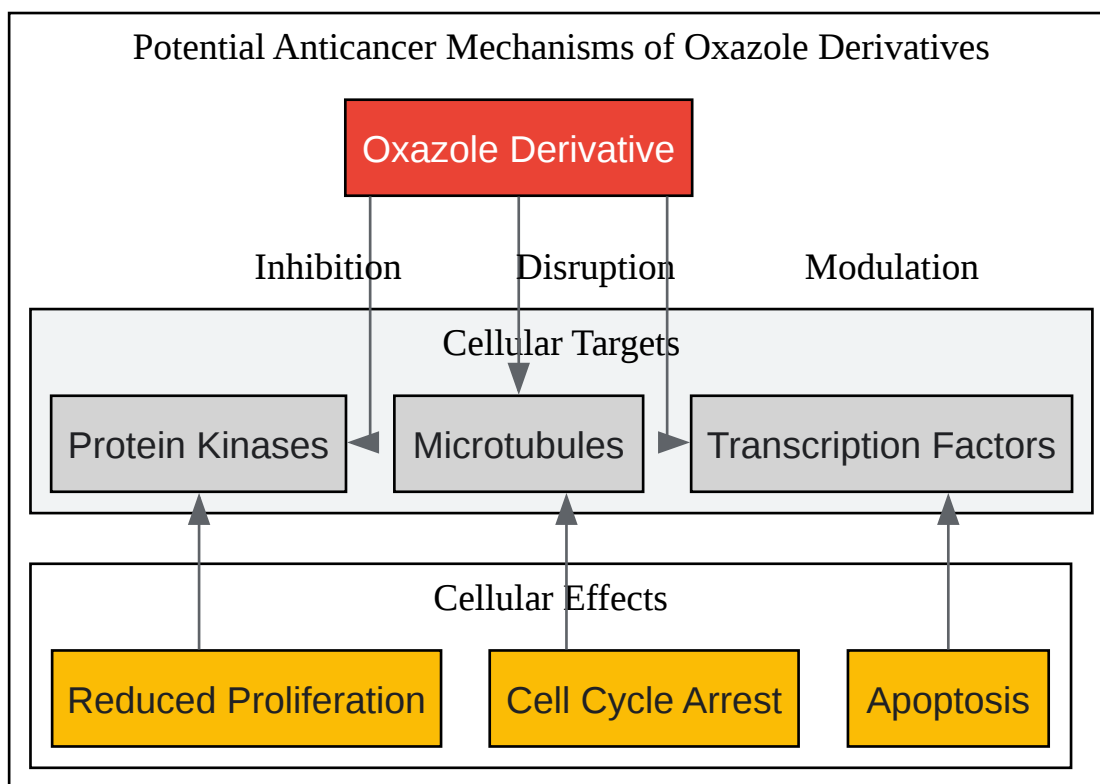 Potential Anticancer Mechanisms of Oxazole Derivatives
Oxazole Derivative
Inhibition
Disruption
Modulation
Cellular Targets
Protein Kinases
Microtubules
Transcription Factors
Cellular Effects
Reduced Proliferation
Cell Cycle Arrest
Apoptosis